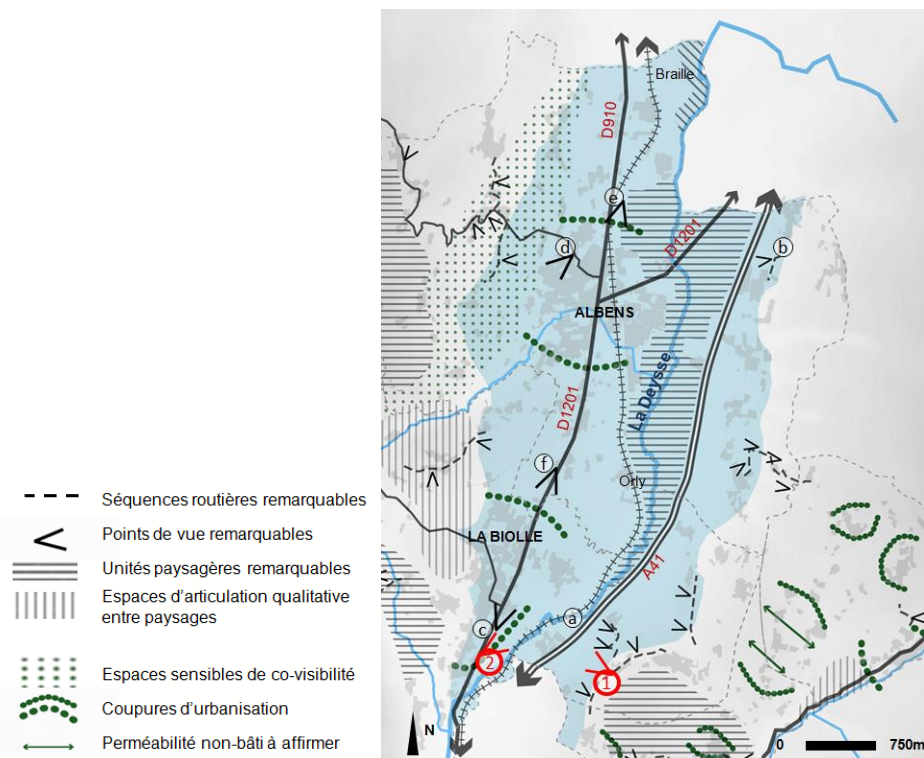 Séquences routières remarquables
Points de vue remarquables
Unités paysagères remarquables
Espaces d'articulation qualitative
entre paysages
Espaces sensibles de co-visibilité
Coupures d'urbanisation
Perméabilité non-bâti à affirmer
Braille
D910
e
d
D1201
b
ALBENS
La Deysse
D1201
f
Orly
LA BIOLLE
A41
a
c
2
1
N
0
750m